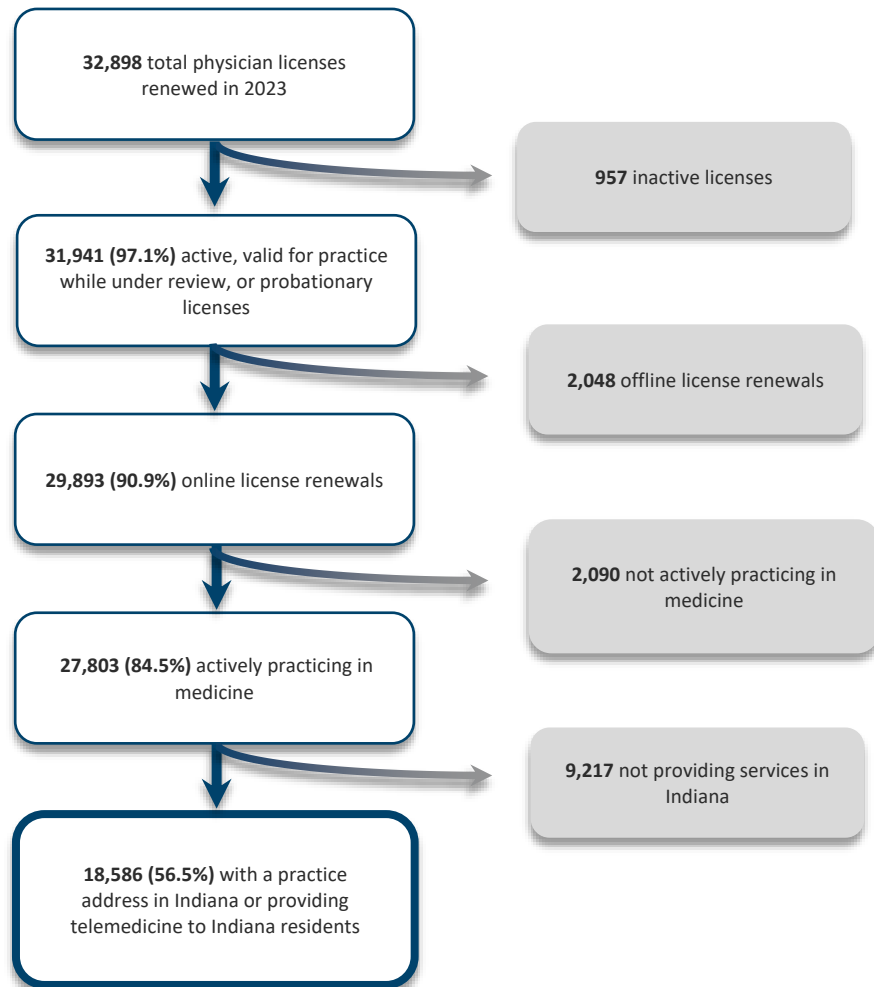 32,898 total physician licenses
renewed in 2023
957 inactive licenses
31,941 (97.1%) active, valid for practice
while under review, or probationary
licenses
2,048 offline license renewals
29,893 (90.9%) online license renewals
2,090 not actively practicing in
medicine
27,803 (84.5%) actively practicing in
medicine
9,217 not providing services in
Indiana
18,586 (56.5%) with a practice
address in Indiana or providing
telemedicine to Indiana residents